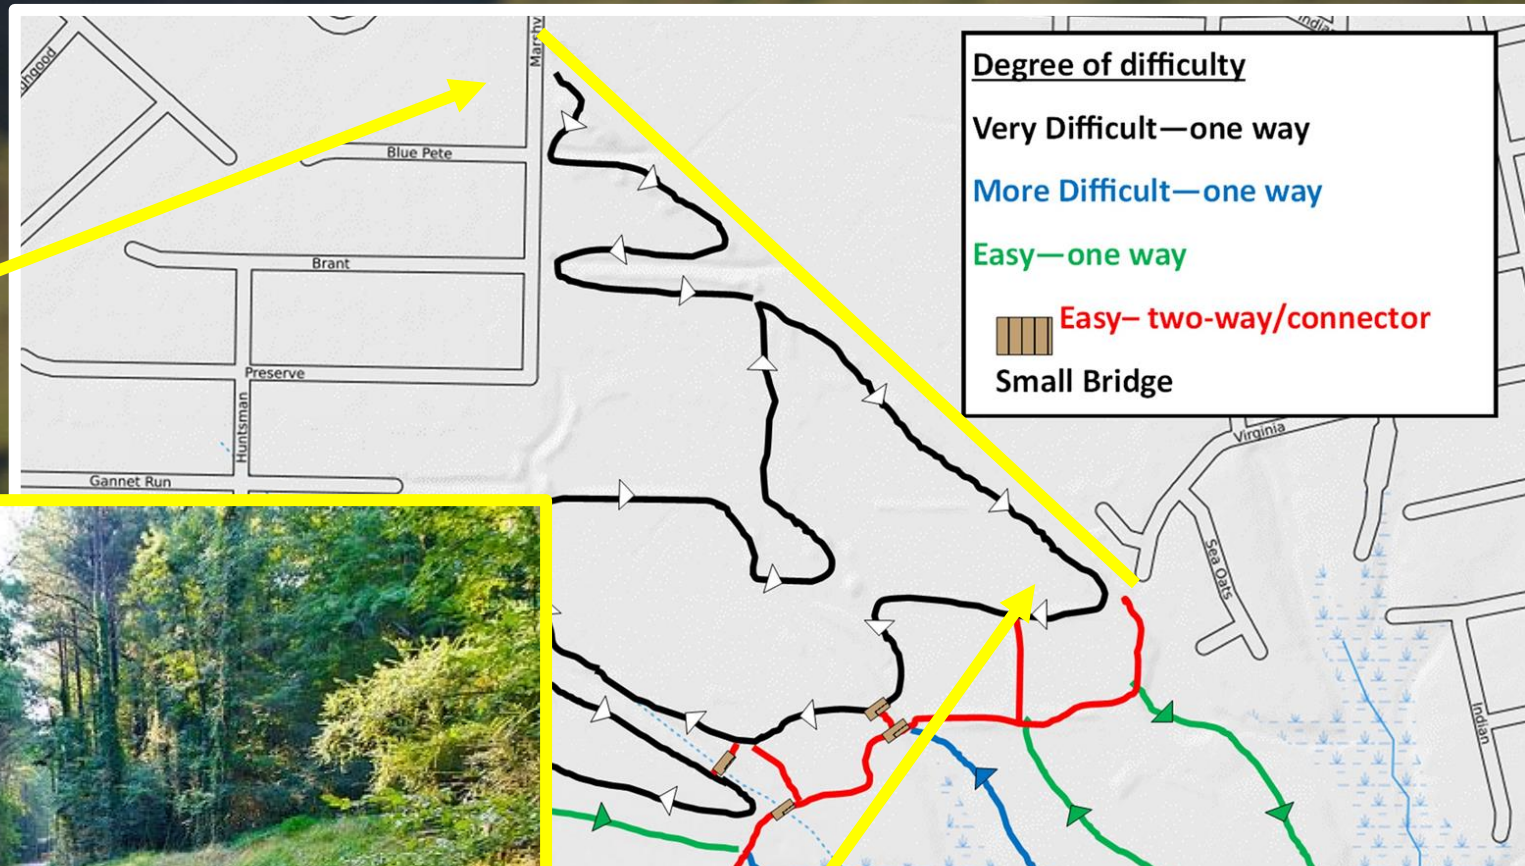 Degree of difficulty
Very Difficult—one way
More Difficult—one way
Easy—one way
Easy– two-way/connector
Small Bridge
Blue Pete
Brant
Preserve
Huntsman
Gannet Run
Virginia
Sea Oats
Indian